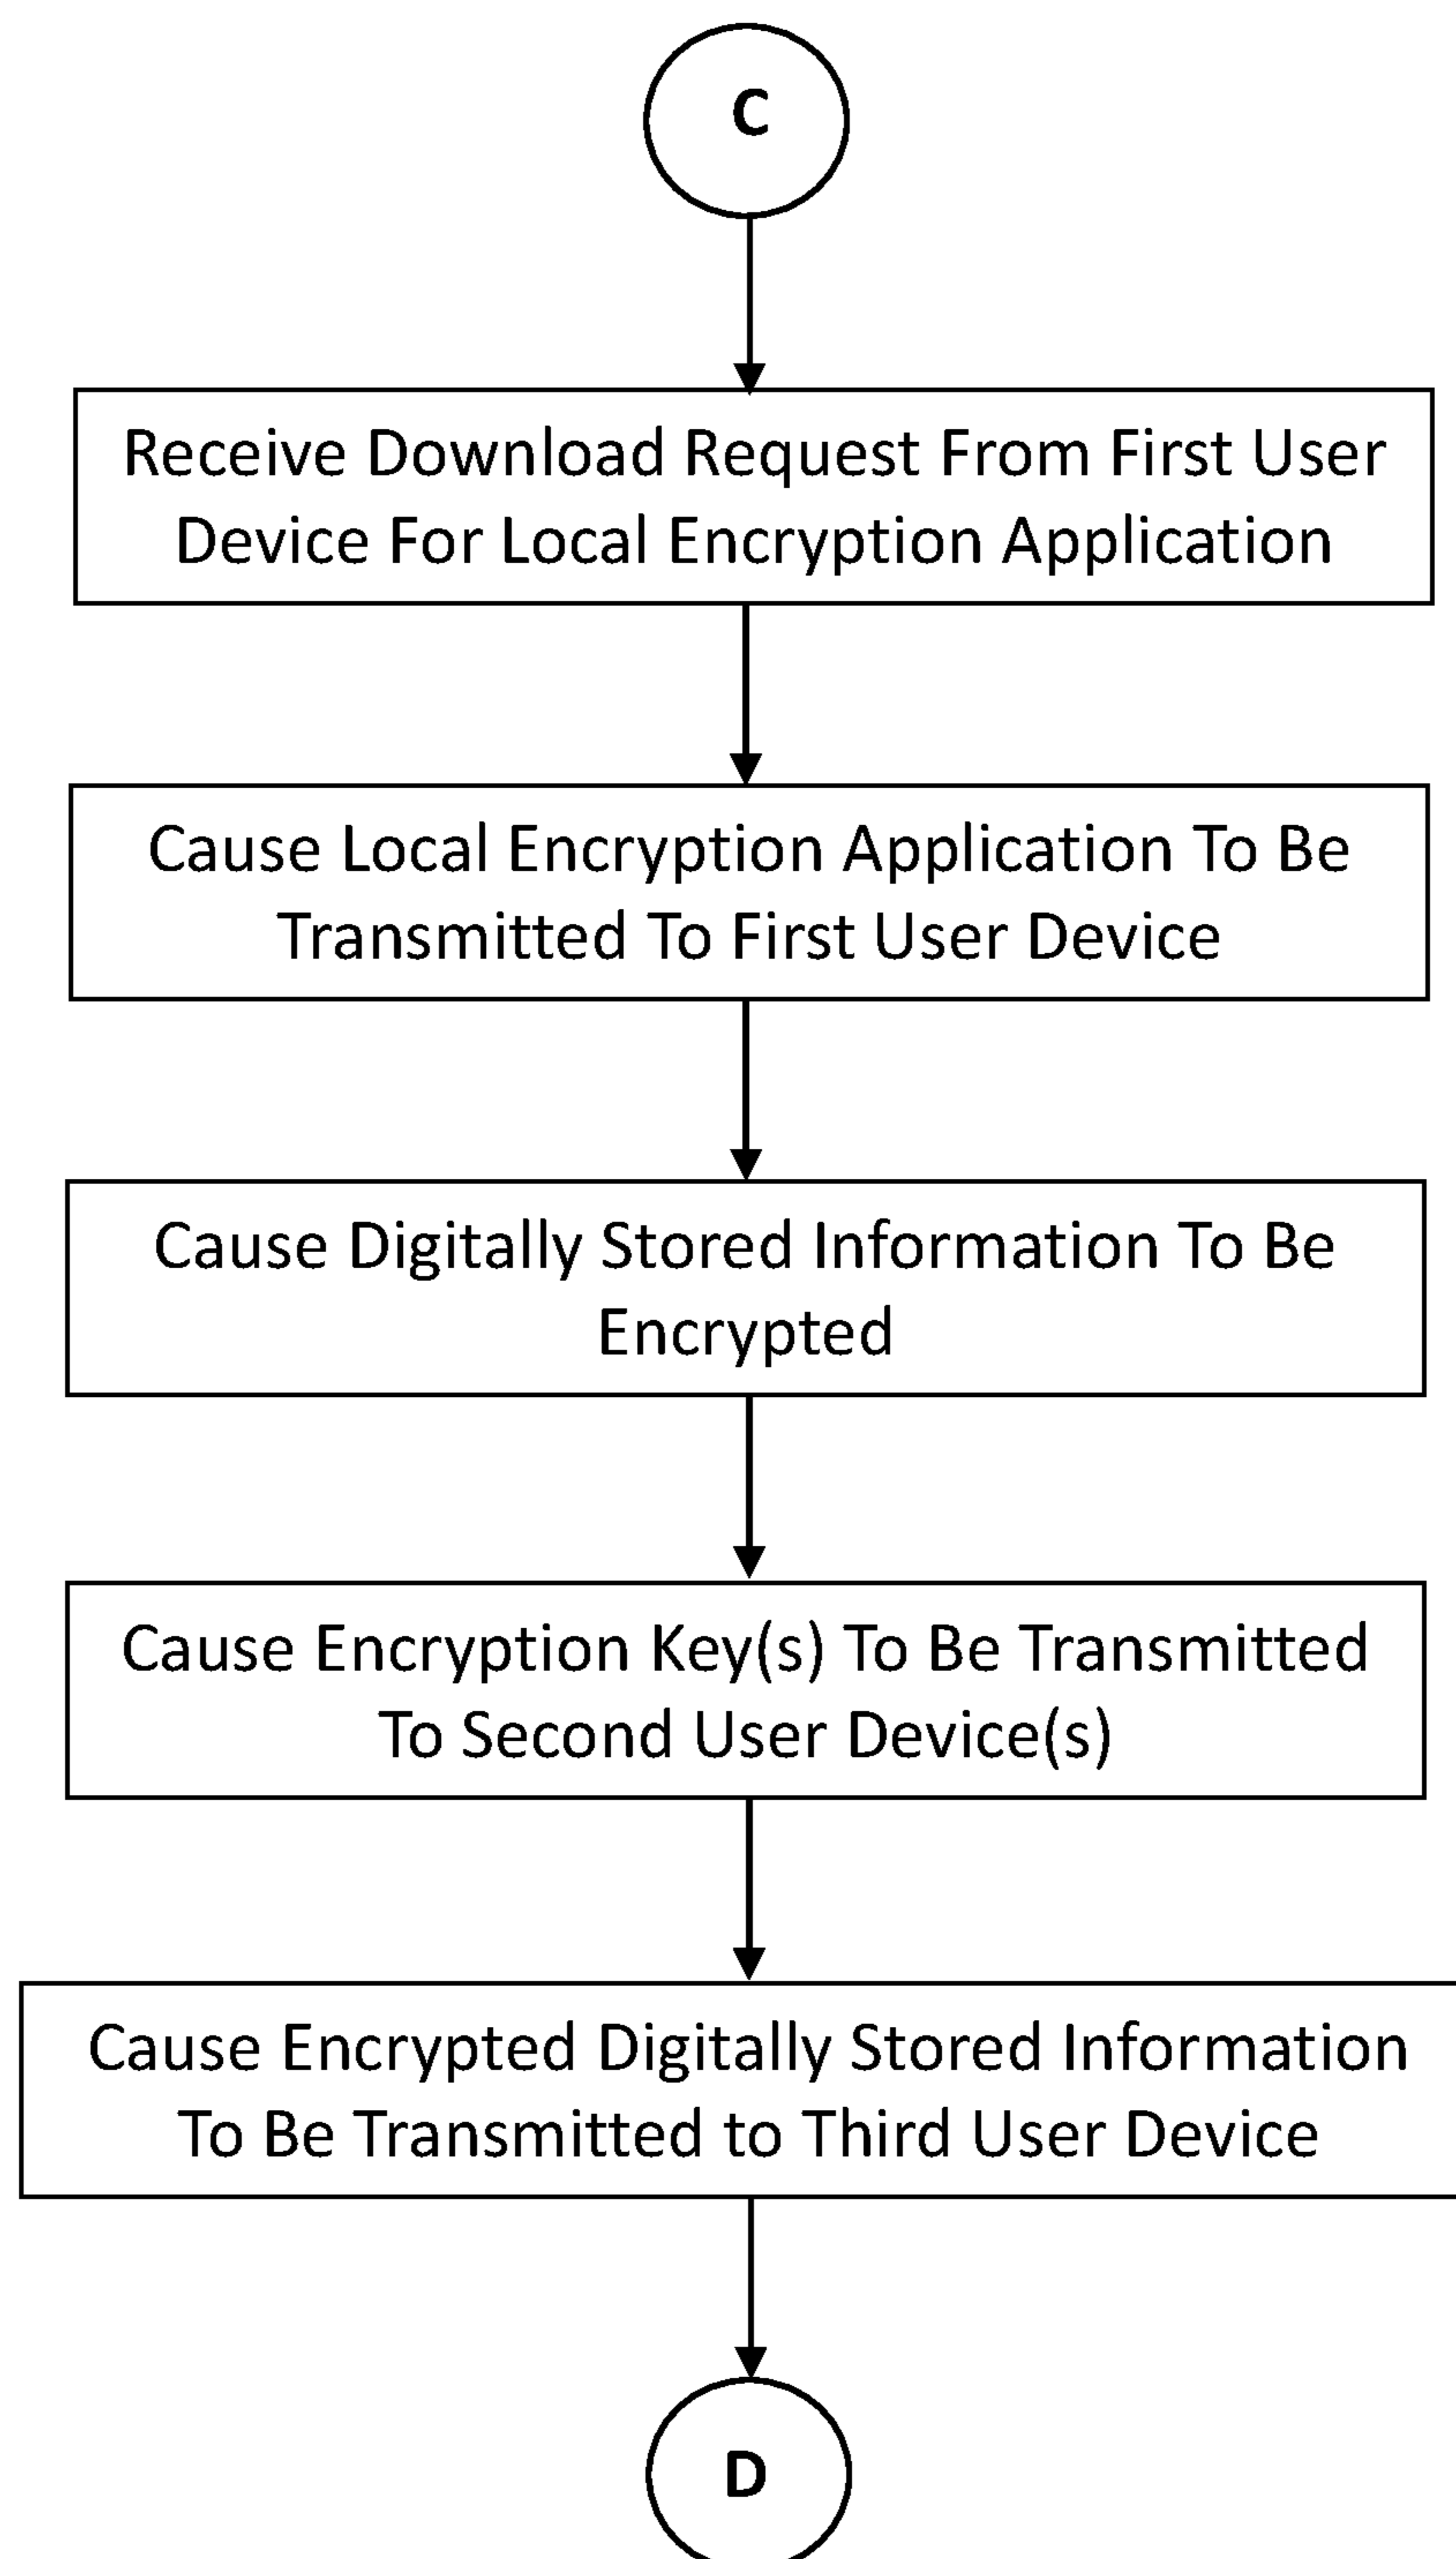 C
Receive Download Request From First User
Device For Local Encryption Application
Cause Local Encryption Application To Be
Transmitted To First User Device
Cause Digitally Stored Information To Be
Encrypted
Cause Encryption Key(s) To Be Transmitted
To Second User Device(s)
Cause Encrypted Digitally Stored Information
To Be Transmitted to Third User Device
D